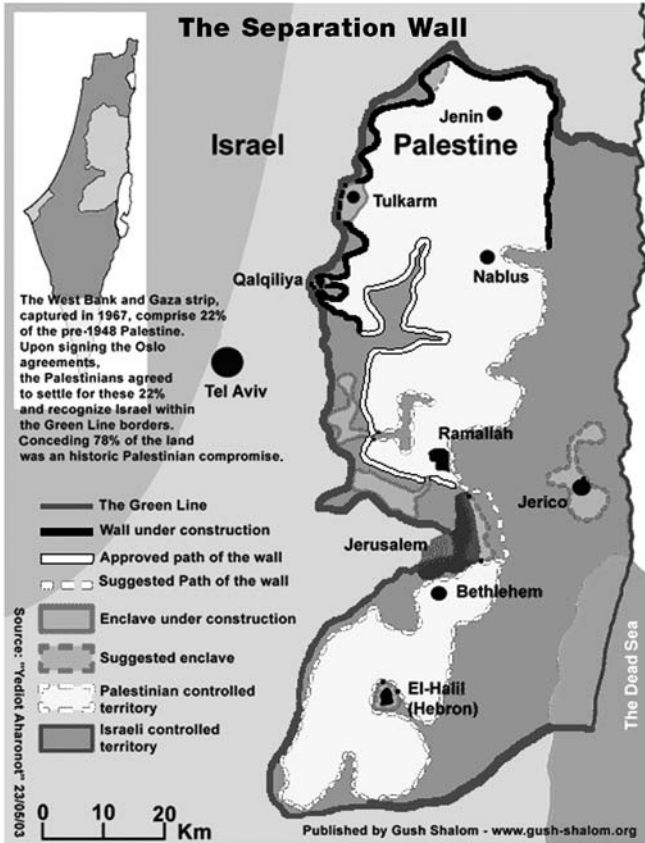 The Separation Wall
Jenin
Israel
Palestine
Tulkarm
Qalqiliya
Nablus
The West Bank and Gaza strip,
captured in 1967, comprise 22%
of the pre-1948 Palestine.
Upon signing the Oslo
agreements,
the Palestinians agreed
to settle for these 22%
and recognize Israel within
the Green Line borders.
Conceding 78% of the land
was an historic Palestinian compromise.
Tel Aviv
Ramallah
Jerico
Jerusalem
Bethlehem
El-Halil
(Hebron)
The Dead Sea
The Green Line
Wall under construction
Approved path of the wall
Suggested Path of the wall
Enclave under construction
Suggested enclave
Palestinian controlled
territory
Israeli controlled
territory
Source: "Yediot Aharonot" 23/05/03
0 10 20
Km
Published by Gush Shalom - www.gush-shalom.org